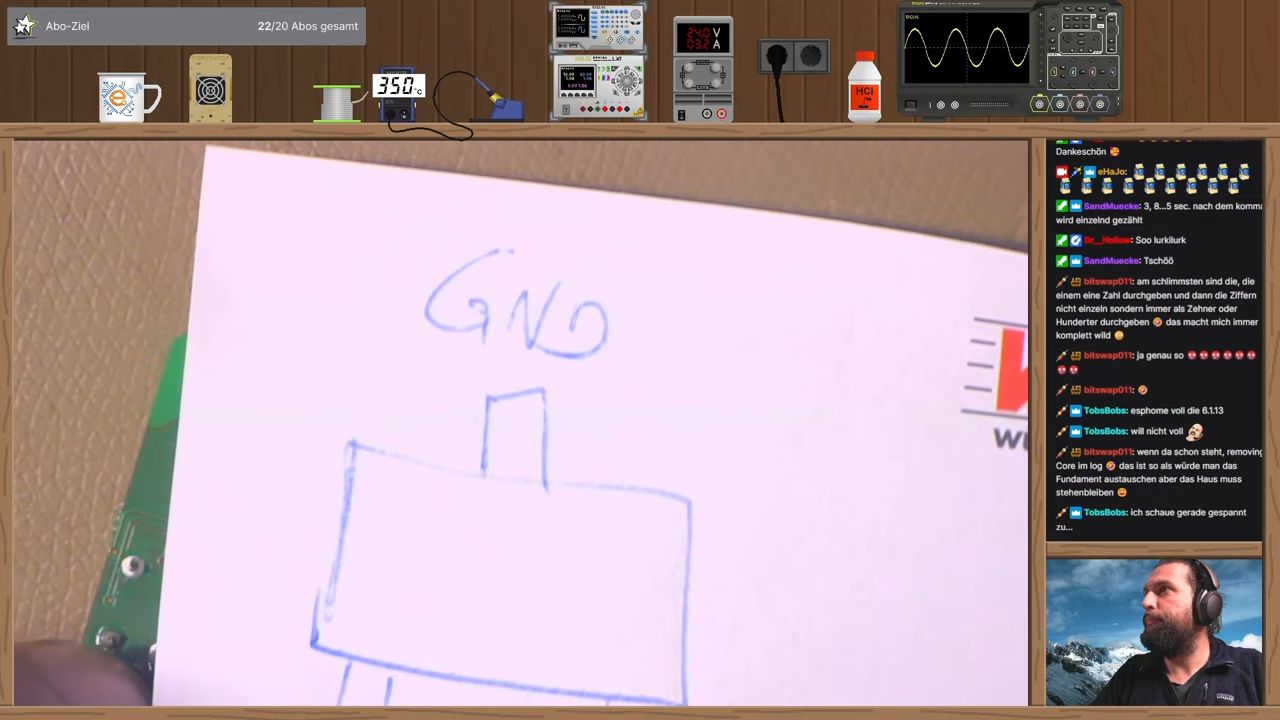 Abo-Ziel
22/20 Abos gesamt
350°C
24.0 V
03.2 A
HCl
GND
Dankeschön
eHaJo:
SandMuecke: 3, 8...5 sec. nach dem komma
wird einzelnd gezählt
Dr__Hollow: Soo lurkilurk
SandMuecke: Tschöö
bitswap011: am schlimmsten sind die, die
einem eine Zahl durchgeben und dann die Ziffern
nicht einzeln sondern immer als Zehner oder
Hunderter durchgeben das macht mich immer
komplett wild
bitswap011: ja genau so
bitswap011:
TobsBobs: esphome voll die 6.1.13
TobsBobs: will nicht voll
bitswap011: wenn da schon steht, removing
Core im log das ist so als würde man das
Fundament austauschen aber das Haus muss
stehenbleiben
TobsBobs: ich schaue gerade gespannt
zu...